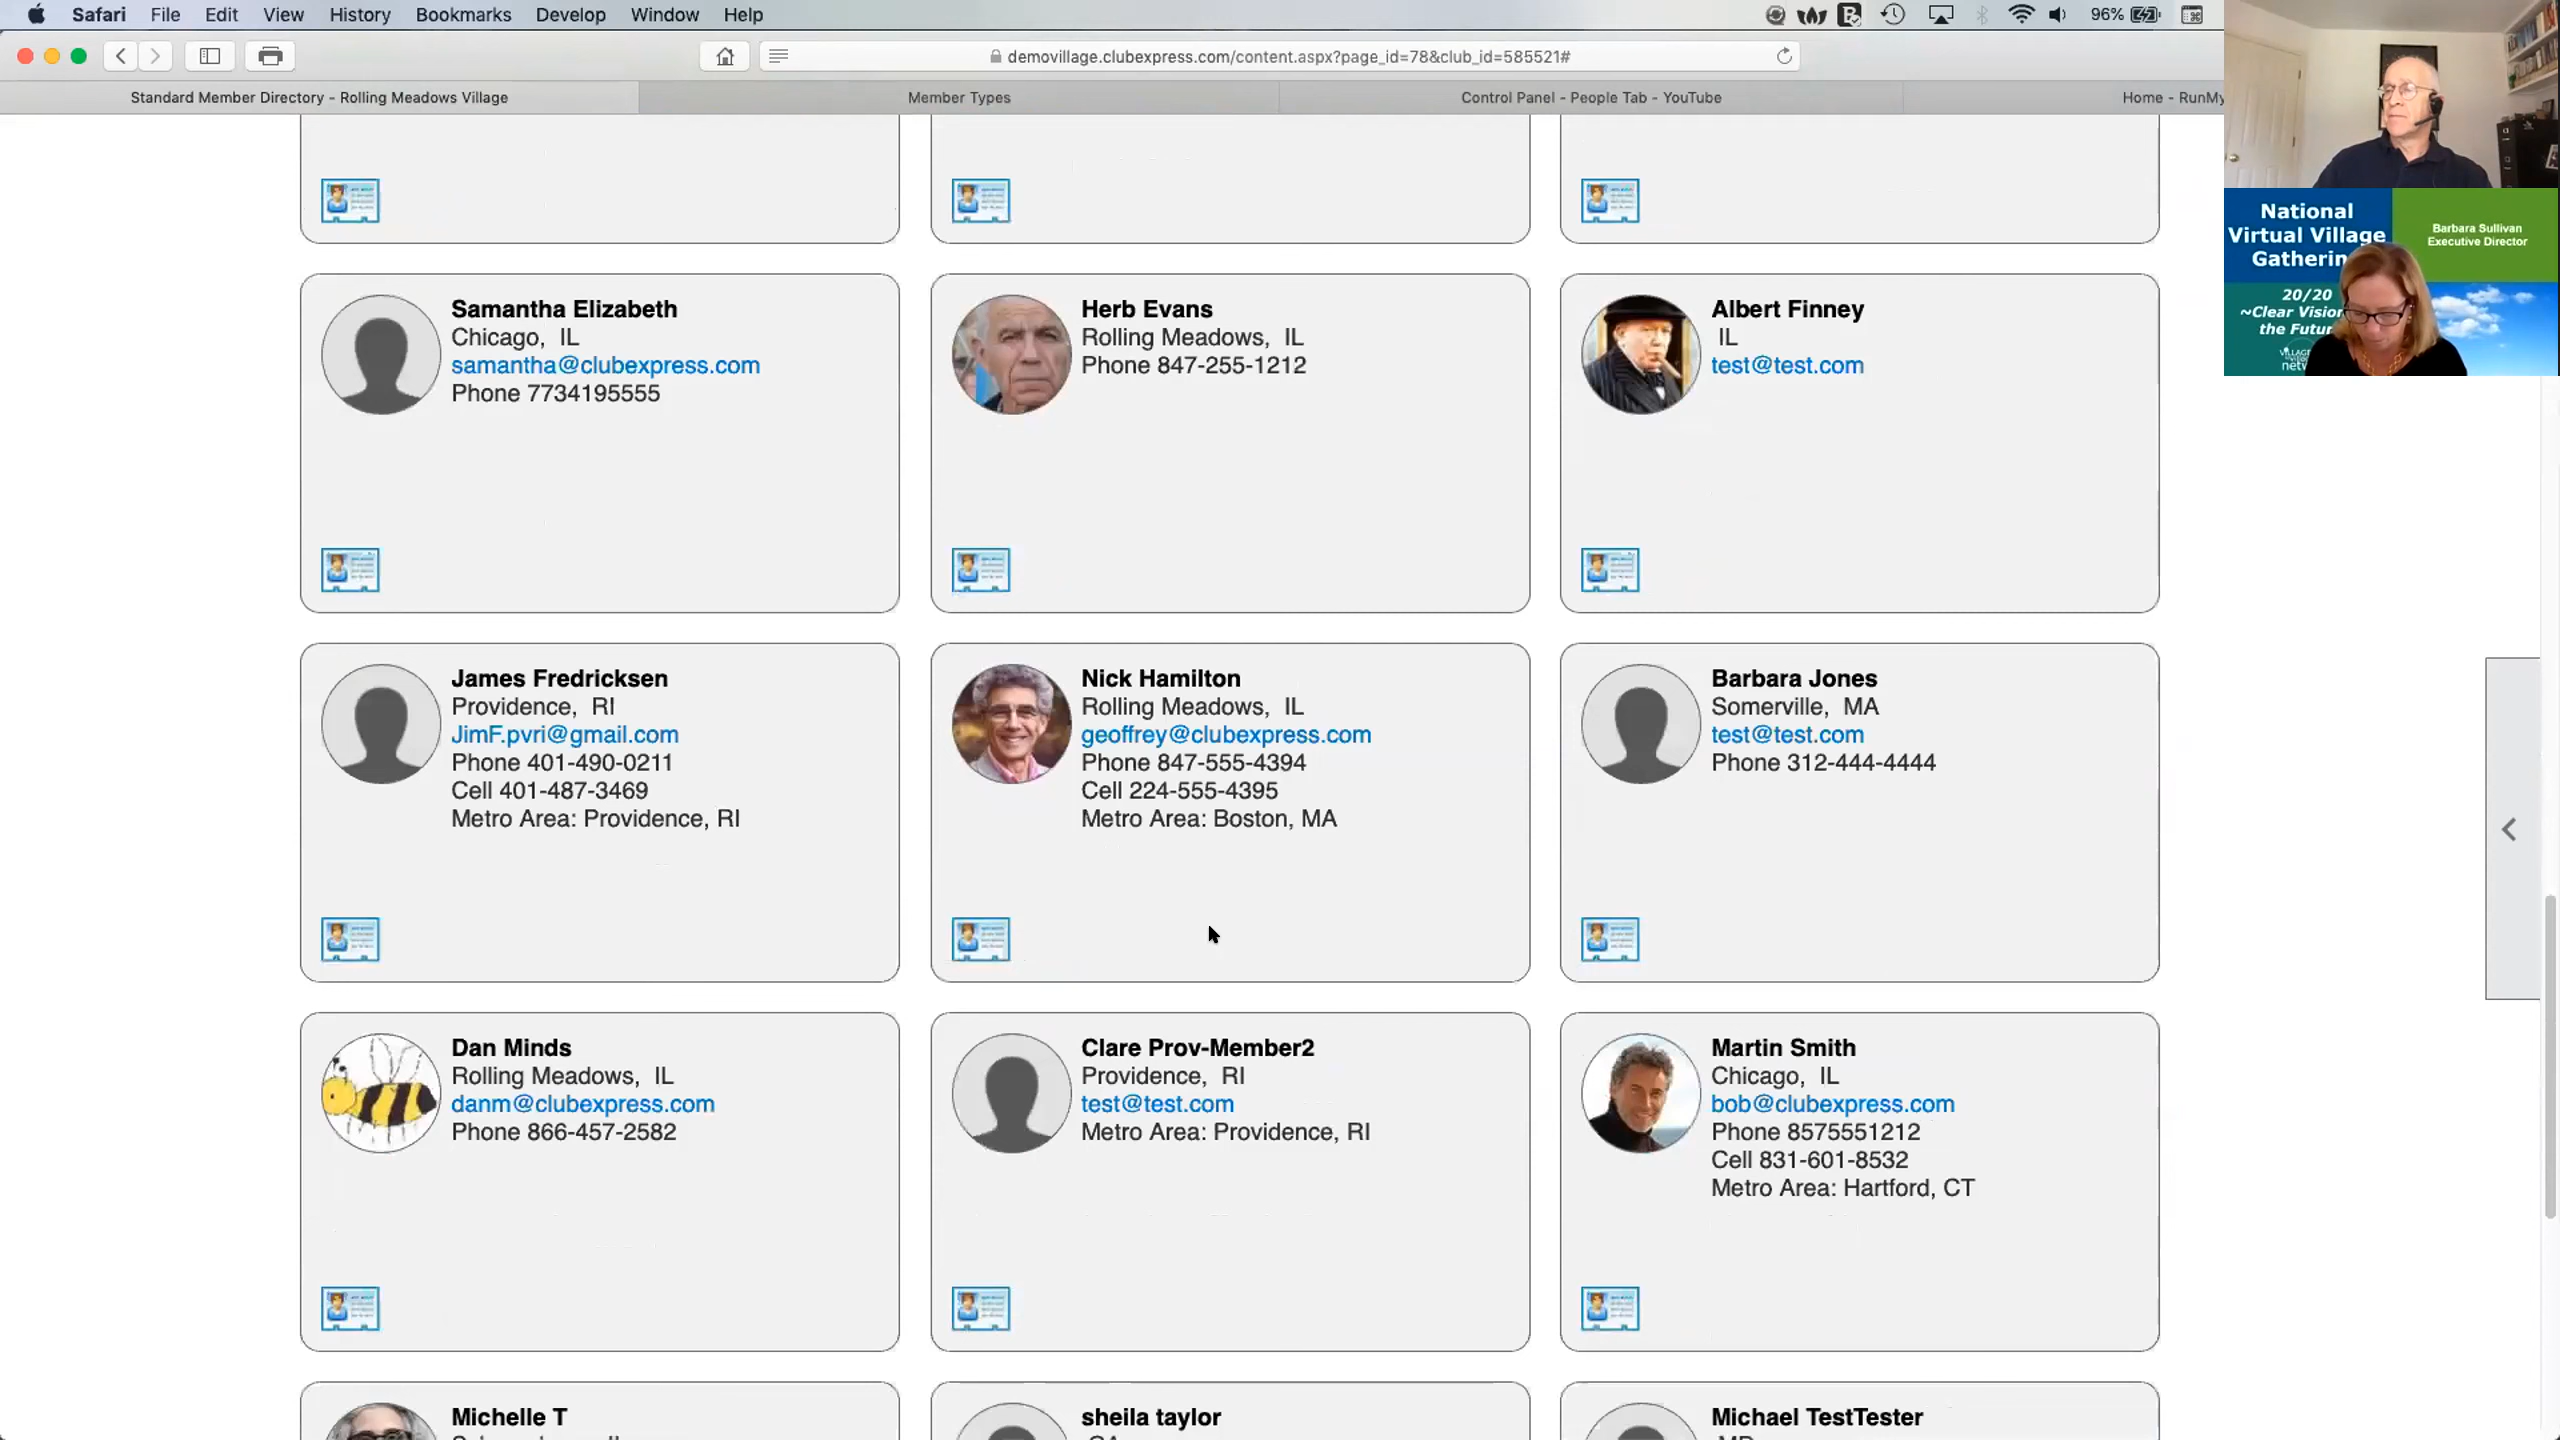 Safari File Edit View History Bookmarks Develop Window Help
96%
demovillage.clubexpress.com/content.aspx?page_id=78&club_id=585521#
Standard Member Directory - Rolling Meadows Village
Member Types
Control Panel - People Tab - YouTube
Home - RunMy
National
Virtual Village
Gatherin
Barbara Sullivan
Executive Director
20/20
~Clear Visio
the Futu
Samantha Elizabeth
Chicago, IL
samantha@clubexpress.com
Phone 7734195555
Herb Evans
Rolling Meadows, IL
Phone 847-255-1212
Albert Finney
IL
test@test.com
James Fredricksen
Providence, RI
JimF.pvri@gmail.com
Phone 401-490-0211
Cell 401-487-3469
Metro Area: Providence, RI
Nick Hamilton
Rolling Meadows, IL
geoffrey@clubexpress.com
Phone 847-555-4394
Cell 224-555-4395
Metro Area: Boston, MA
Barbara Jones
Somerville, MA
test@test.com
Phone 312-444-4444
Dan Minds
Rolling Meadows, IL
danm@clubexpress.com
Phone 866-457-2582
Clare Prov-Member2
Providence, RI
test@test.com
Metro Area: Providence, RI
Martin Smith
Chicago, IL
bob@clubexpress.com
Phone 8575551212
Cell 831-601-8532
Metro Area: Hartford, CT
Michelle T
sheila taylor
Michael TestTester